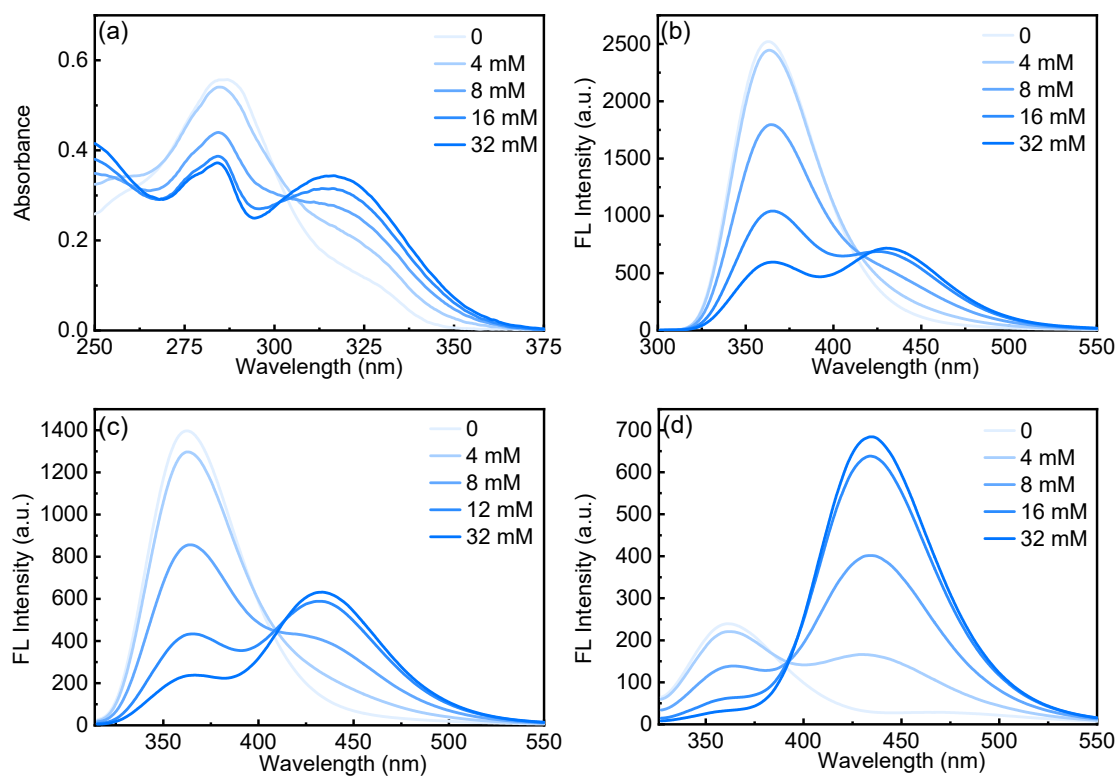 (a)
0
4 mM
8 mM
16 mM
32 mM
0.6
0.4
0.2
0.0
Absorbance
250 275 300 325 350 375
Wavelength (nm)
(b)
0
4 mM
8 mM
16 mM
32 mM
2500
2000
1500
1000
500
0
FL Intensity (a.u.)
300 350 400 450 500 550
Wavelength (nm)
(c)
0
4 mM
8 mM
12 mM
32 mM
1400
1200
1000
800
600
400
200
0
FL Intensity (a.u.)
350 400 450 500 550
Wavelength (nm)
(d)
0
4 mM
8 mM
16 mM
32 mM
700
600
500
400
300
200
100
0
FL Intensity (a.u.)
350 400 450 500 550
Wavelength (nm)